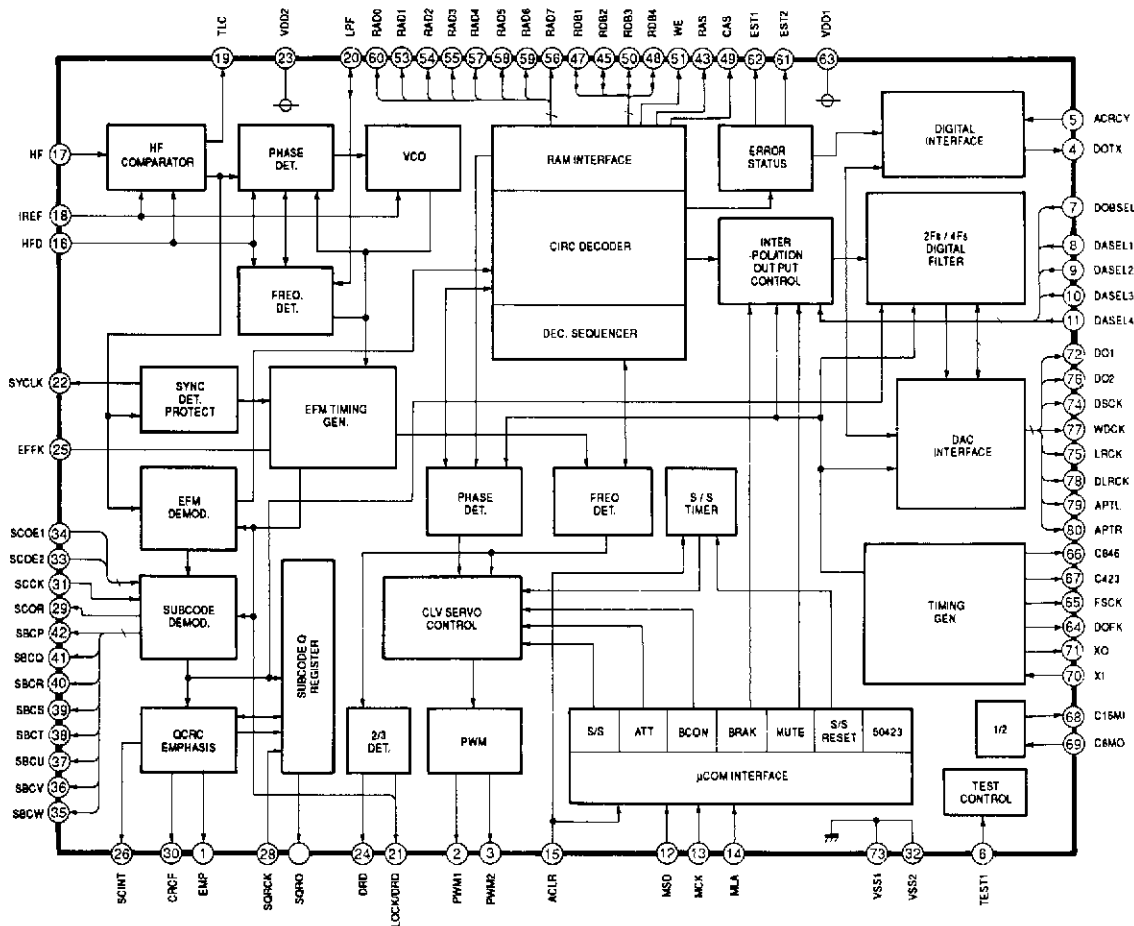 TLC
VDD2
LPF
RAD0
RAD1
RAD2
RAD3
RAD4
RAD5
RAD6
RAD7
RDB1
RDB2
RDB3
RDB4
WE
RAS
CAS
EST1
EST2
VDD1
19
23
20
60
53
54
55
57
58
59
56
47
45
50
48
51
43
49
62
61
63
HF
17
IREF
18
HFD
16
SYCLK
22
EFFK
25
SCOE1
34
SCOE2
33
SCCK
31
SCOR
29
SBCP
42
SBCQ
41
SBCR
40
SBCS
39
SBCT
38
SBCU
37
SBCV
36
SBCW
35
HF
COMPARATOR
PHASE
DET.
VCO
FREQ.
DET.
RAM INTERFACE
CIRC DECODER
DEC. SEQUENCER
ERROR
STATUS
DIGITAL
INTERFACE
INTER
-POLATION
OUTPUT
CONTROL
2Fs / 4Fs
DIGITAL
FILTER
SYNC
DET.
PROTECT
EFM TIMING
GEN.
DAC
INTERFACE
EFM
DEMOD.
PHASE
DET.
FREQ
DET.
S / S
TIMER
SUBCODE
DEMOD.
SUBCODE Q
REGISTER
CLV SERVO
CONTROL
TIMING
GEN
QCRC
EMPHASIS
2/3
DET.
PWM
S/S
ATT
BCON
BRAK
MUTE
S/S
RESET
50423
μCOM INTERFACE
1/2
TEST
CONTROL
5
ACRCY
4
DOTX
7
DOBSEL
8
DASEL1
9
DASEL2
10
DASEL3
11
DASEL4
72
DO1
76
DO2
74
DSCK
77
WDCK
75
LRCK
78
DLRCK
79
APTL
80
APTR
66
C846
67
C423
65
FSCK
64
DOFK
71
XO
70
XI
68
C16MI
69
C8MO
26
30
1
28
24
21
2
3
15
12
13
14
73
32
6
SCINT
CRCF
EMP
SQRCK
SQRO
DRD
LOCK/DRD
PWM1
PWM2
ACLR
MSD
MCK
MLA
VSS1
VSS2
TEST1